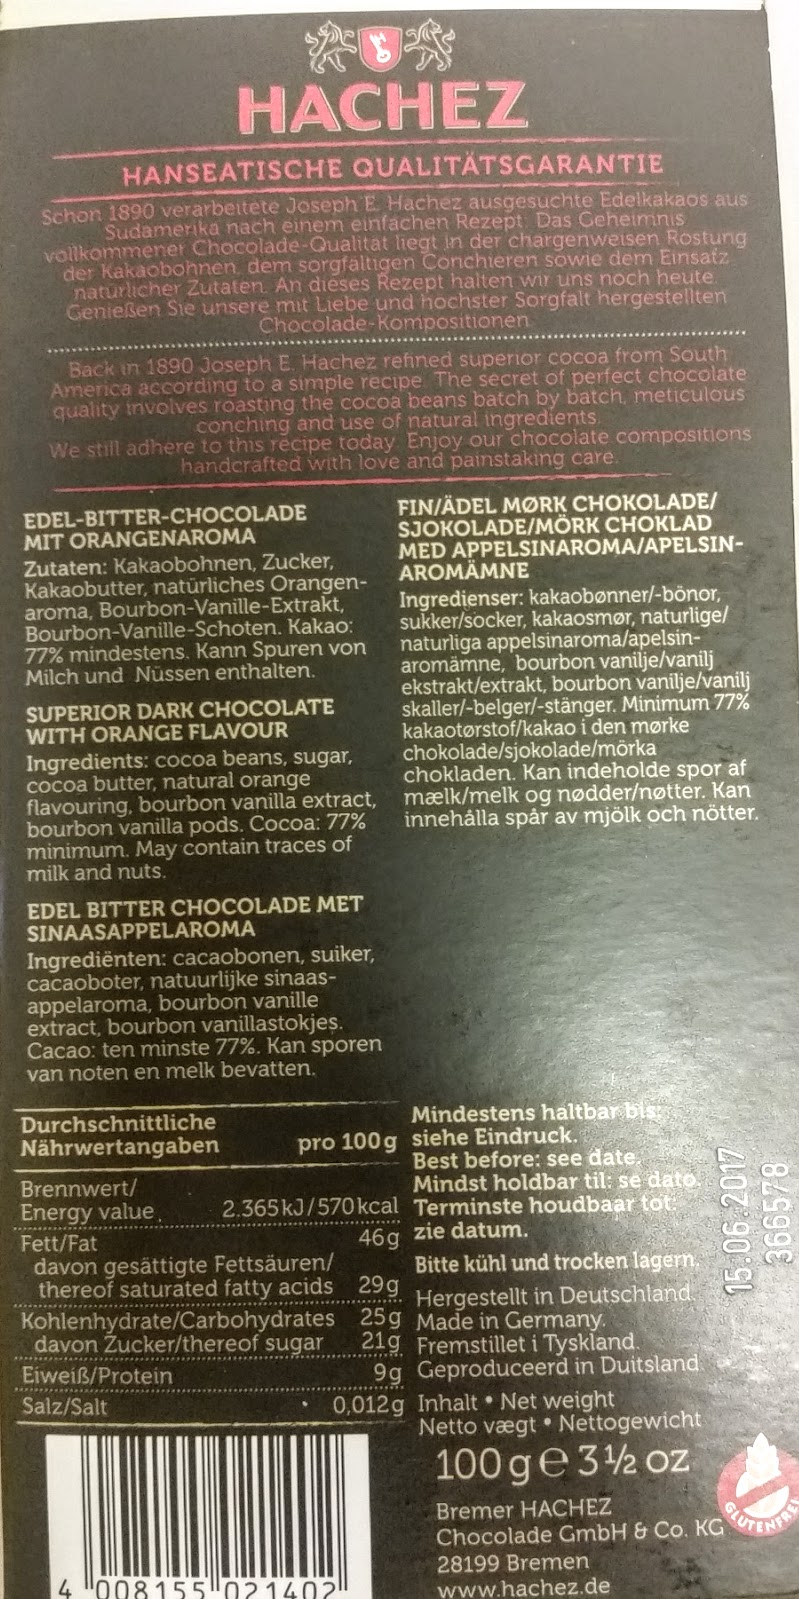 HACHEZ
HANSEATISCHE QUALITÄTSGARANTIE
Schon 1890 verarbeitete Joseph E. Hachez ausgesuchte Edelkakaos aus
Südamerika nach einem einfachen Rezept. Das Geheimnis
vollkommener Chocolade-Qualität liegt in der chargenweisen Röstung
der Kakaobohnen, dem sorgfältigen Conchieren sowie dem Einsatz
natürlicher Zutaten. An dieses Rezept halten wir uns noch heute.
Genießen Sie unsere mit Liebe und höchster Sorgfalt hergestellten
Chocolade-Kompositionen.
Back in 1890 Joseph E. Hachez refined superior cocoa from South
America according to a simple recipe. The secret of perfect chocolate
quality involves roasting the cocoa beans batch by batch, meticulous
conching and use of natural ingredients.
We still adhere to this recipe today. Enjoy our chocolate compositions
handcrafted with love and painstaking care.
EDEL-BITTER-CHOCOLADE
MIT ORANGENAROMA
Zutaten: Kakaobohnen, Zucker,
Kakaobutter, natürliches Orangen-
aroma, Bourbon-Vanille-Extrakt,
Bourbon-Vanille-Schoten. Kakao:
77% mindestens. Kann Spuren von
Milch und Nüssen enthalten.
SUPERIOR DARK CHOCOLATE
WITH ORANGE FLAVOUR
Ingredients: cocoa beans, sugar,
cocoa butter, natural orange
flavouring, bourbon vanilla extract,
bourbon vanilla pods. Cocoa: 77%
minimum. May contain traces of
milk and nuts.
EDEL BITTER CHOCOLADE MET
SINAASAPPELAROMA
Ingrediënten: cacaobonen, suiker,
cacaoboter, natuurlijke sinaas-
appelaroma, bourbon vanille
extract, bourbon vanillastokjes.
Cacao: ten minste 77%. Kan sporen
van noten en melk bevatten.
FIN/ÄDEL MØRK CHOKOLADE/
SJOKOLADE/MÖRK CHOKLAD
MED APPELSINAROMA/APELSIN-
AROMÄMNE
Ingredienser: kakaobønner/-bönor,
sukker/socker, kakaosmør, naturlige/
naturliga appelsinaroma/apelsin-
aromämne, bourbon vanilje/vanilj
ekstrakt/extrakt, bourbon vanilje/vanilj
skaller/-belger/-stänger. Minimum 77%
kakaotørstof/kakao i den mørke
chokolade/sjokolade/mörka
chokladen. Kan indeholde spor af
mælk/melk og nødder/nøtter. Kan
innehålla spår av mjölk och nötter.
Durchschnittliche
Nährwertangaben pro 100g
Brennwert/
Energy value 2.365 kJ/570 kcal
Fett/Fat 46g
davon gesättigte Fettsäuren/
thereof saturated fatty acids 29g
Kohlenhydrate/Carbohydrates 25g
davon Zucker/thereof sugar 21g
Eiweiß/Protein 9g
Salz/Salt 0,012g
Mindestens haltbar bis:
siehe Eindruck.
Best before: see date.
Mindst holdbar til: se dato.
Terminste houdbaar tot:
zie datum.
Bitte kühl und trocken lagern.
15.06.2017
366578
Hergestellt in Deutschland.
Made in Germany.
Fremstillet i Tyskland.
Geproduceerd in Duitsland
Inhalt • Net weight
Netto vægt • Nettogewicht
100 g e 3 ½ oz
Bremer HACHEZ
Chocolade GmbH & Co. KG
28199 Bremen
www.hachez.de
GLUTENFREI
4 008155 021402